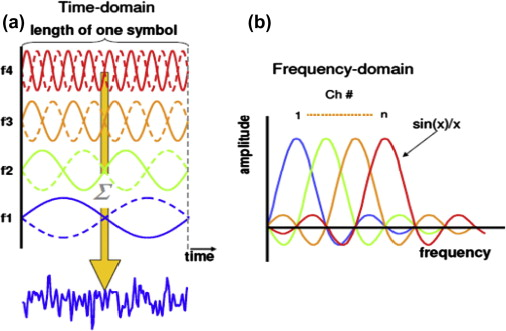 (a)
Time-domain
length of one symbol
f4
f3
f2
Σ
f1
time
(b)
Frequency-domain
Ch #
1 n
sin(x)/x
amplitude
frequency